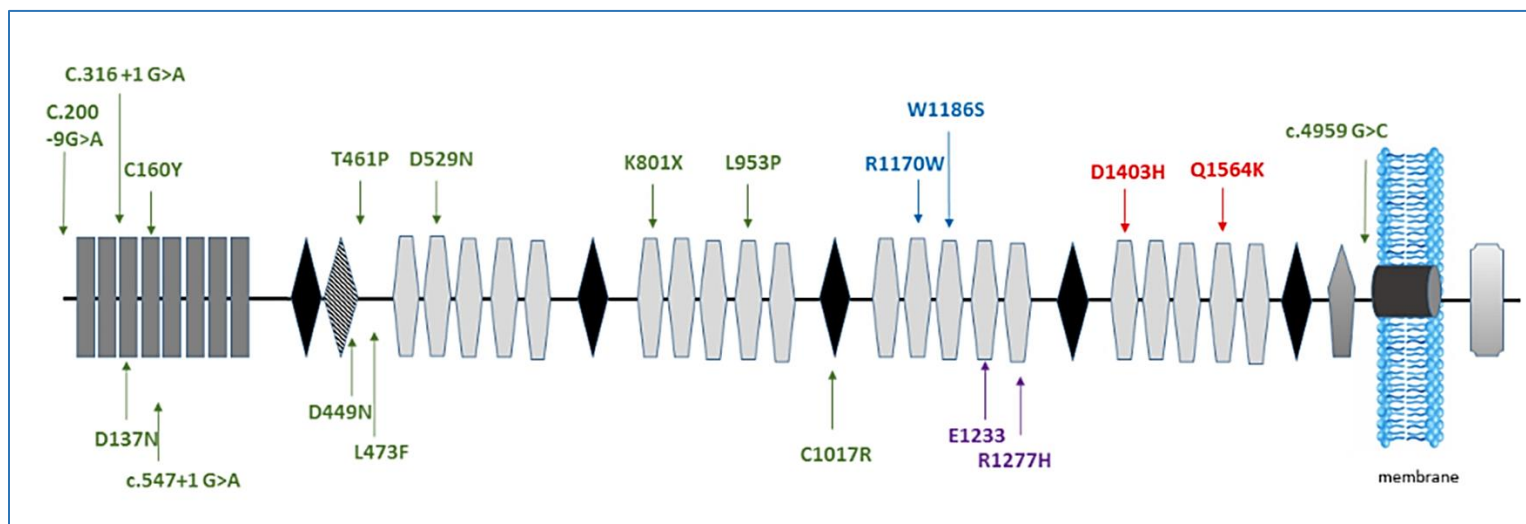 C.316 +1 G>A
C.200
-9G>A
C160Y
T461P
D529N
K801X
L953P
W1186S
R1170W
D1403H
Q1564K
c.4959 G>C
D137N
c.547+1 G>A
D449N
L473F
C1017R
E1233
R1277H
membrane